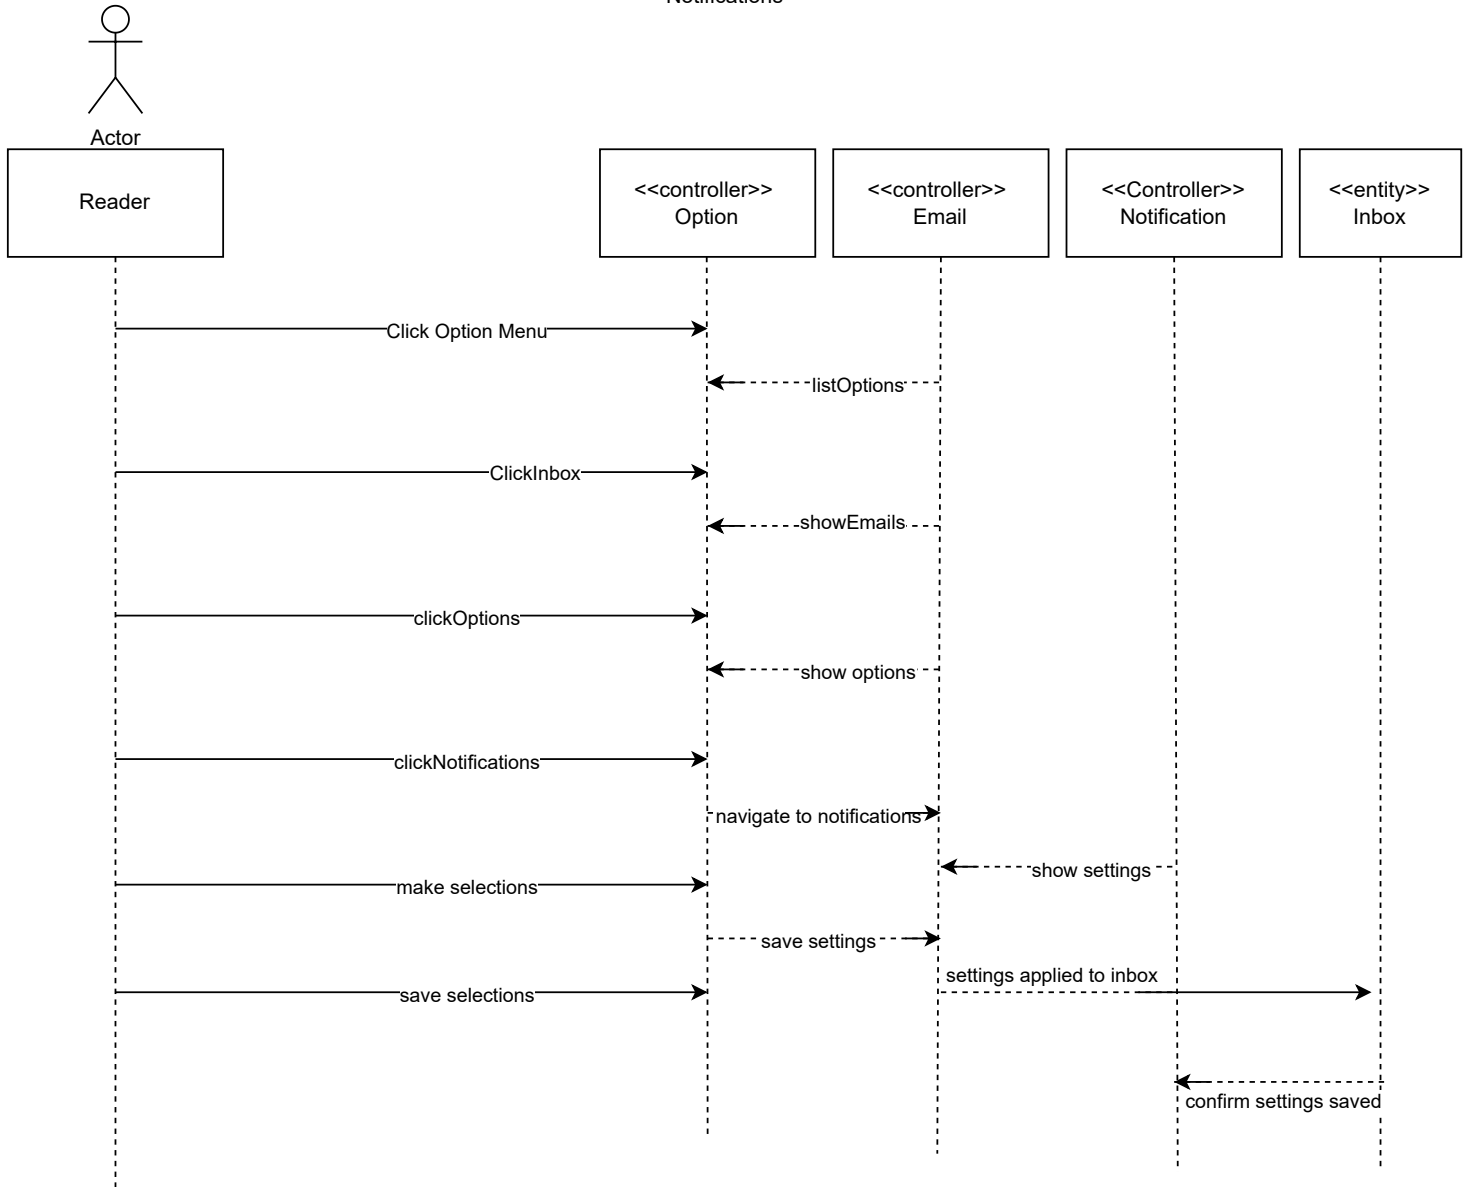 Notifications
Actor
Reader
<<controller>>
Option
<<controller>>
Email
<<Controller>>
Notification
<<entity>>
Inbox
Click Option Menu
listOptions
ClickInbox
showEmails
clickOptions
show options
clickNotifications
navigate to notifications
show settings
make selections
save settings
settings applied to inbox
save selections
confirm settings saved